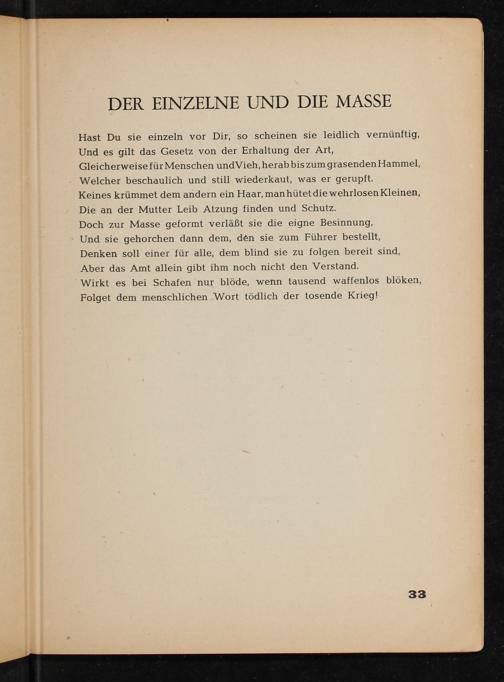 DER EINZELNE UND DIE MASSE
Hast Du sie einzeln vor Dir, so scheinen sie leidlich vernünftig,
Und es gilt das Gesetz von der Erhaltung der Art,
Gleicherweise für Menschen und Vieh, herab bis zum grasenden Hammel,
Welcher beschaulich und still wiederkaut, was er gerupft.
Keines krümmet dem andern ein Haar, man hütet die wehrlosen Kleinen,
Die an der Mutter Leib Atzung finden und Schutz.
Doch zur Masse geformt verläßt sie die eigne Besinnung,
Und sie gehorchen dann dem, den sie zum Führer bestellt,
Denken soll einer für alle, dem blind sie zu folgen bereit sind,
Aber das Amt allein gibt ihm noch nicht den Verstand.
Wirkt es bei Schafen nur blöde, wenn tausend waffenlos blöken,
Folget dem menschlichen Wort tödlich der tosende Krieg!
33